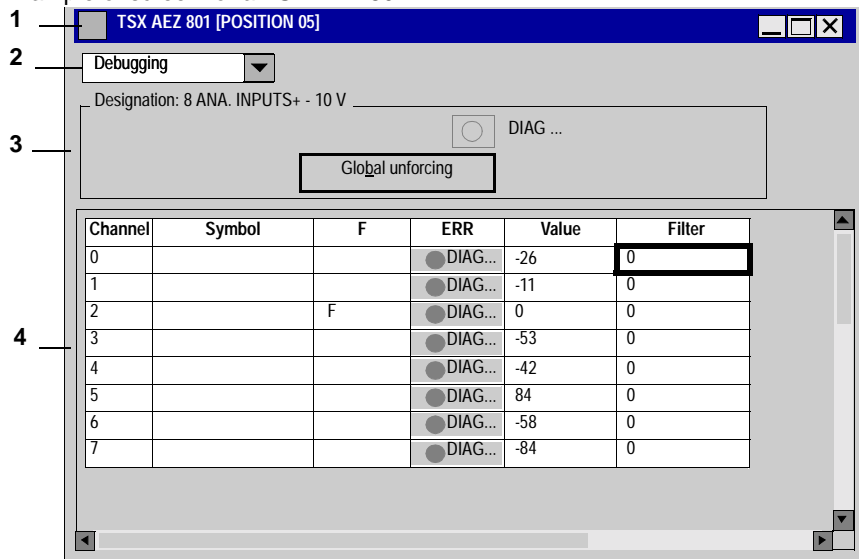 1 TSX AEZ 801 [POSITION 05]
2 Debugging
Designation: 8 ANA. INPUTS+ - 10 V
DIAG ...
3
Global unforcing
Channel Symbol F ERR Value Filter
0 DIAG... -26 0
1 DIAG... -11 0
2 F DIAG... 0 0
4
3 DIAG... -53 0
4 DIAG... -42 0
5 DIAG... 84 0
6 DIAG... -58 0
7 DIAG... -84 0